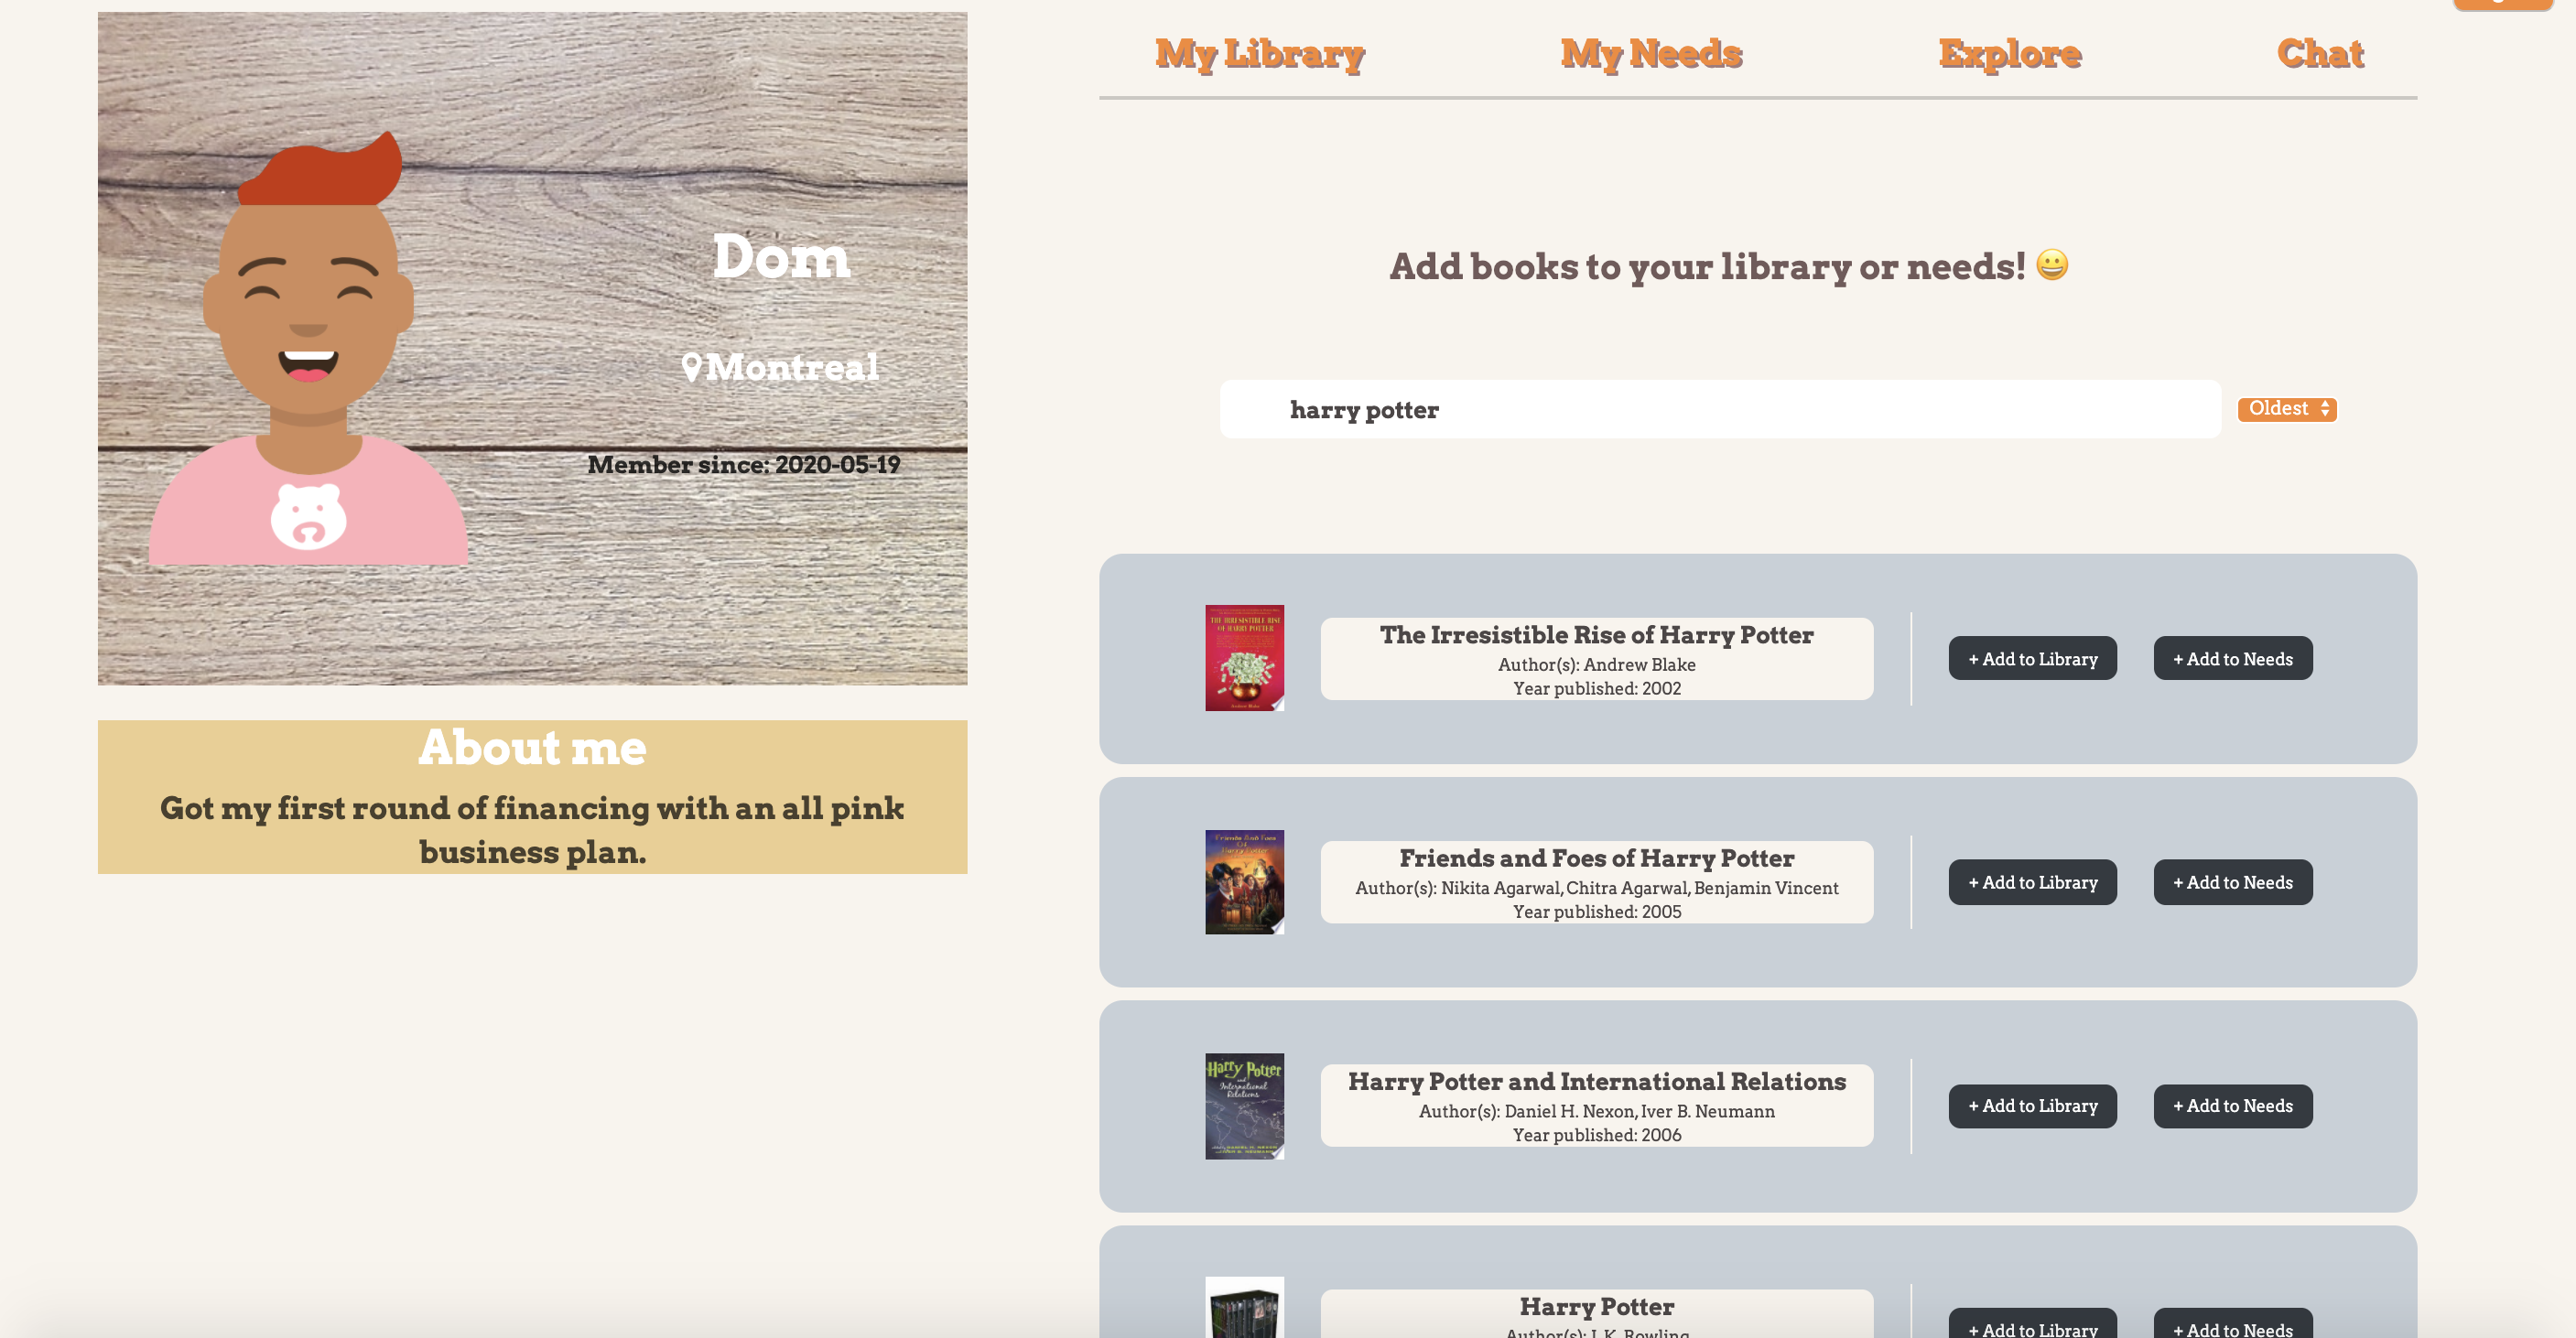 My Library
My Needs
Explore
Chat
Dom
Montreal
Member since: 2020-05-19
About me
Got my first round of financing with an all pink
business plan.
Add books to your library or needs! 😀
harry potter
Oldest
THE IRRESISTIBLE RISE
OF HARRY POTTER
The Irresistible Rise of Harry Potter
Author(s): Andrew Blake
Year published: 2002
+ Add to Library
+ Add to Needs
Friends and Foes
Of
Harry Potter
Friends and Foes of Harry Potter
Author(s): Nikita Agarwal, Chitra Agarwal, Benjamin Vincent
Year published: 2005
+ Add to Library
+ Add to Needs
Harry Potter
and
International
Relations
Harry Potter and International Relations
Author(s): Daniel H. Nexon, Iver B. Neumann
Year published: 2006
+ Add to Library
+ Add to Needs
Harry Potter
Author(s): J. K. Rowling
+ Add to Library
+ Add to Needs